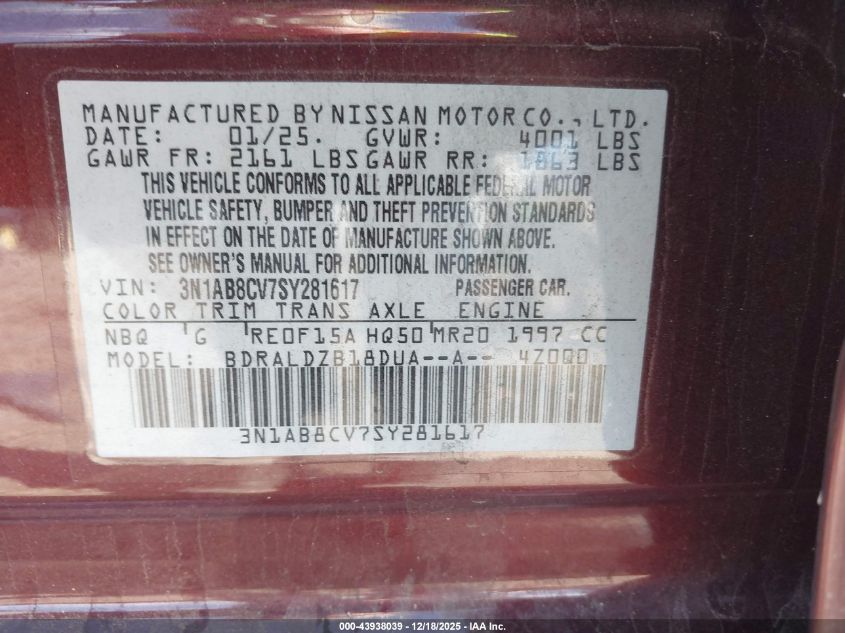 MANUFACTURED BY NISSAN MOTOR CO., LTD.
DATE: 01/25. GVWR: 4001 LBS
GAWR FR: 2161 LBS GAWR RR: 1863 LBS
THIS VEHICLE CONFORMS TO ALL APPLICABLE FEDERAL MOTOR
VEHICLE SAFETY, BUMPER AND THEFT PREVENTION STANDARDS
IN EFFECT ON THE DATE OF MANUFACTURE SHOWN ABOVE.
SEE OWNER'S MANUAL FOR ADDITIONAL INFORMATION.
VIN: 3N1AB8CV7SY281617 PASSENGER CAR.
COLOR TRIM TRANS AXLE ENGINE
NBQ 'G 'RE0F15A HQ50'MR20 1997 CC
MODEL: BDRALDZB18DUA--A-- 4Z000
3N1AB8CV7SY281617
000-43938039 - 12/18/2025 - IAA Inc.